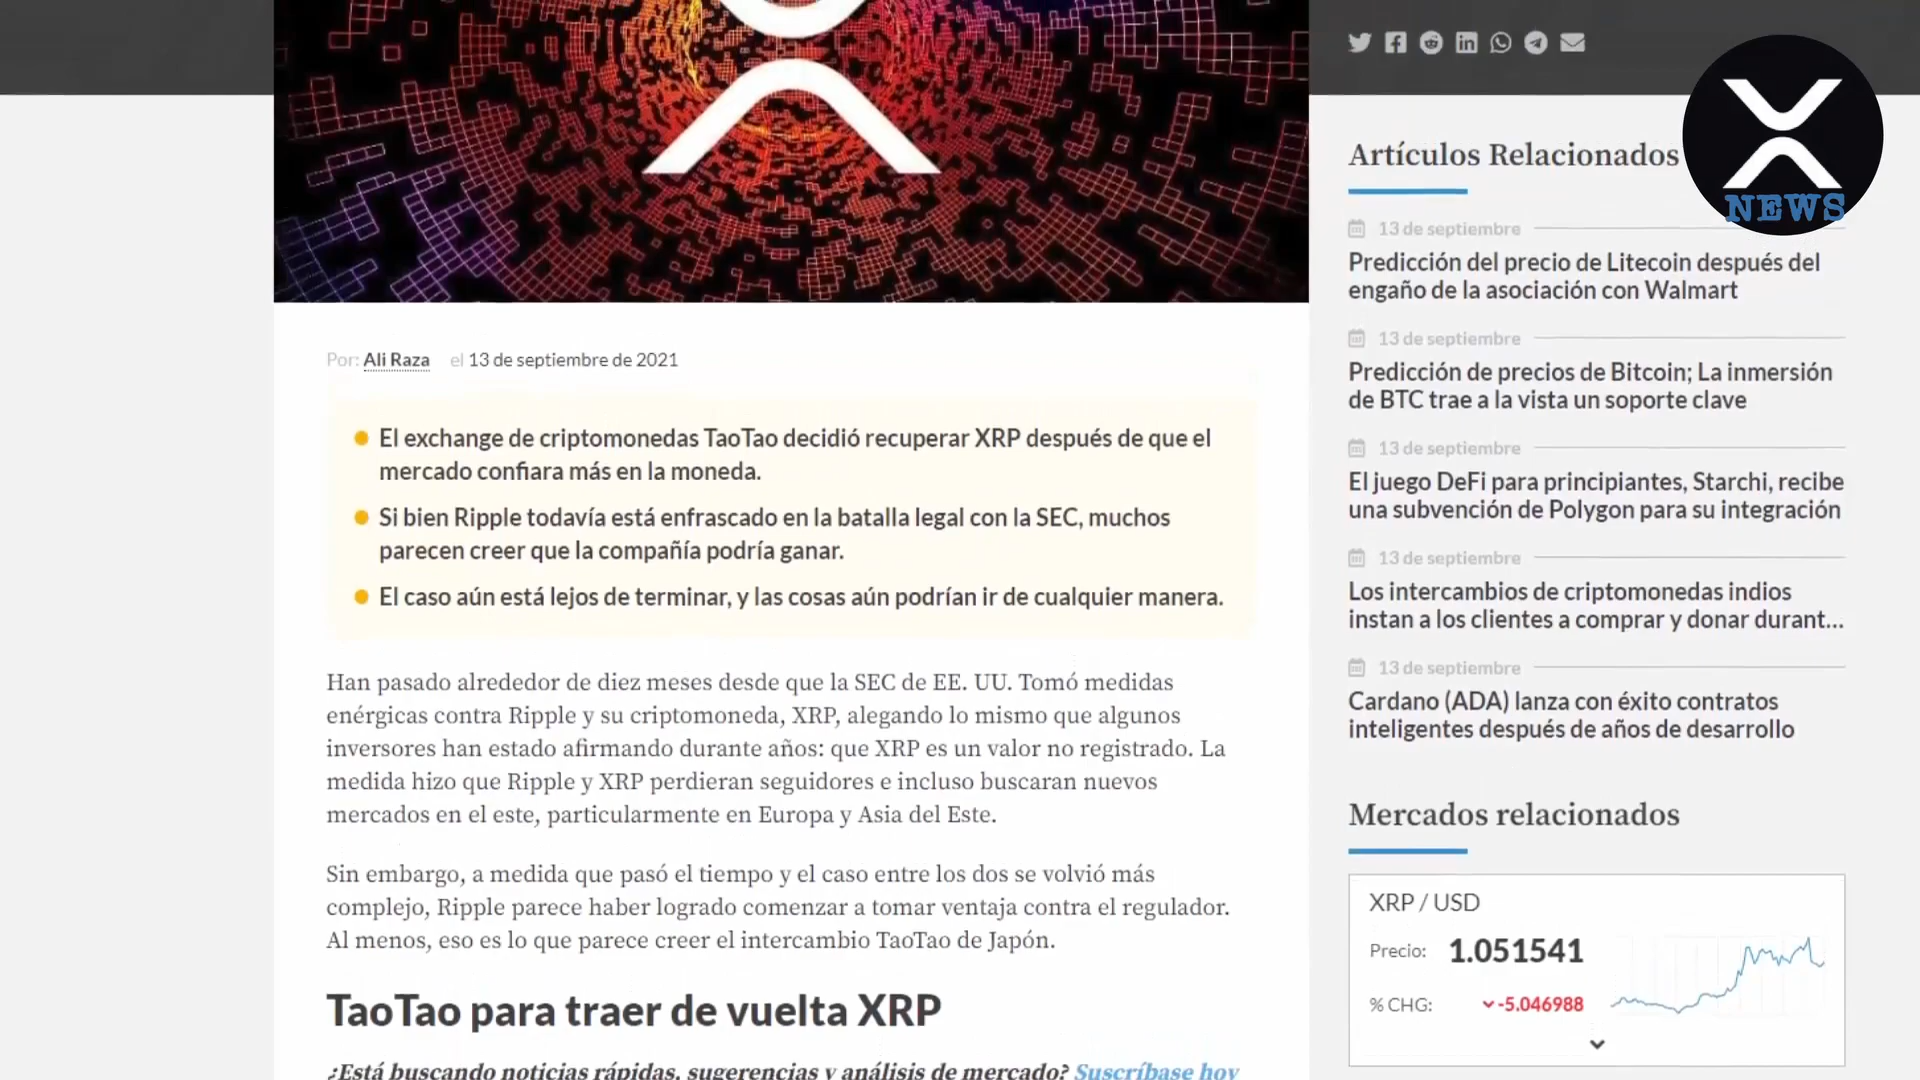 NEWS
Por: Ali Raza el 13 de septiembre de 2021
El exchange de criptomonedas TaoTao decidió recuperar XRP después de que el
mercado confiara más en la moneda.
Si bien Ripple todavía está enfrascado en la batalla legal con la SEC, muchos
parecen creer que la compañía podría ganar.
El caso aún está lejos de terminar, y las cosas aún podrían ir de cualquier manera.
Han pasado alrededor de diez meses desde que la SEC de EE. UU. Tomó medidas
enérgicas contra Ripple y su criptomoneda, XRP, alegando lo mismo que algunos
inversores han estado afirmando durante años: que XRP es un valor no registrado. La
medida hizo que Ripple y XRP perdieran seguidores e incluso buscaran nuevos
mercados en el este, particularmente en Europa y Asia del Este.
Sin embargo, a medida que pasó el tiempo y el caso entre los dos se volvió más
complejo, Ripple parece haber logrado comenzar a tomar ventaja contra el regulador.
Al menos, eso es lo que parece creer el intercambio TaoTao de Japón.
TaoTao para traer de vuelta XRP
¿Está buscando noticias rápidas, sugerencias y análisis de mercado? Suscríbase hoy
Artículos Relacionados
13 de septiembre
Predicción del precio de Litecoin después del
engaño de la asociación con Walmart
13 de septiembre
Predicción de precios de Bitcoin; La inmersión
de BTC trae a la vista un soporte clave
13 de septiembre
El juego DeFi para principiantes, Starchi, recibe
una subvención de Polygon para su integración
13 de septiembre
Los intercambios de criptomonedas indios
instan a los clientes a comprar y donar durant...
13 de septiembre
Cardano (ADA) lanza con éxito contratos
inteligentes después de años de desarrollo
Mercados relacionados
XRP / USD
Precio: 1.051541
% CHG: -5.046988